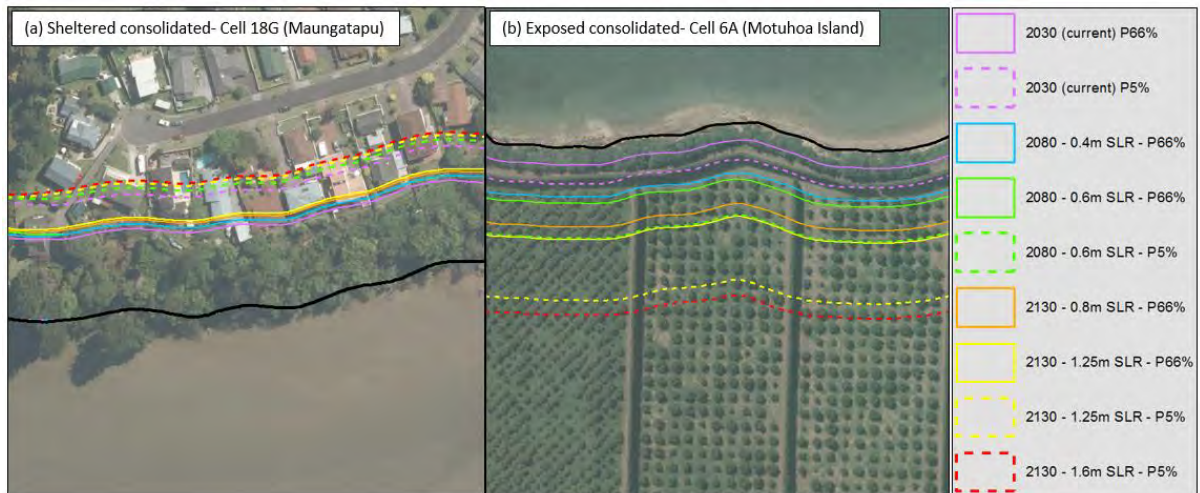 (a) Sheltered consolidated- Cell 18G (Maungatapu)
(b) Exposed consolidated- Cell 6A (Motuhoa Island)
2030 (current) P66%
2030 (current) P5%
2080 - 0.4m SLR - P66%
2080 - 0.6m SLR - P66%
2080 - 0.6m SLR - P5%
2130 - 0.8m SLR - P66%
2130 - 1.25m SLR - P66%
2130 - 1.25m SLR - P5%
2130 - 1.6m SLR - P5%